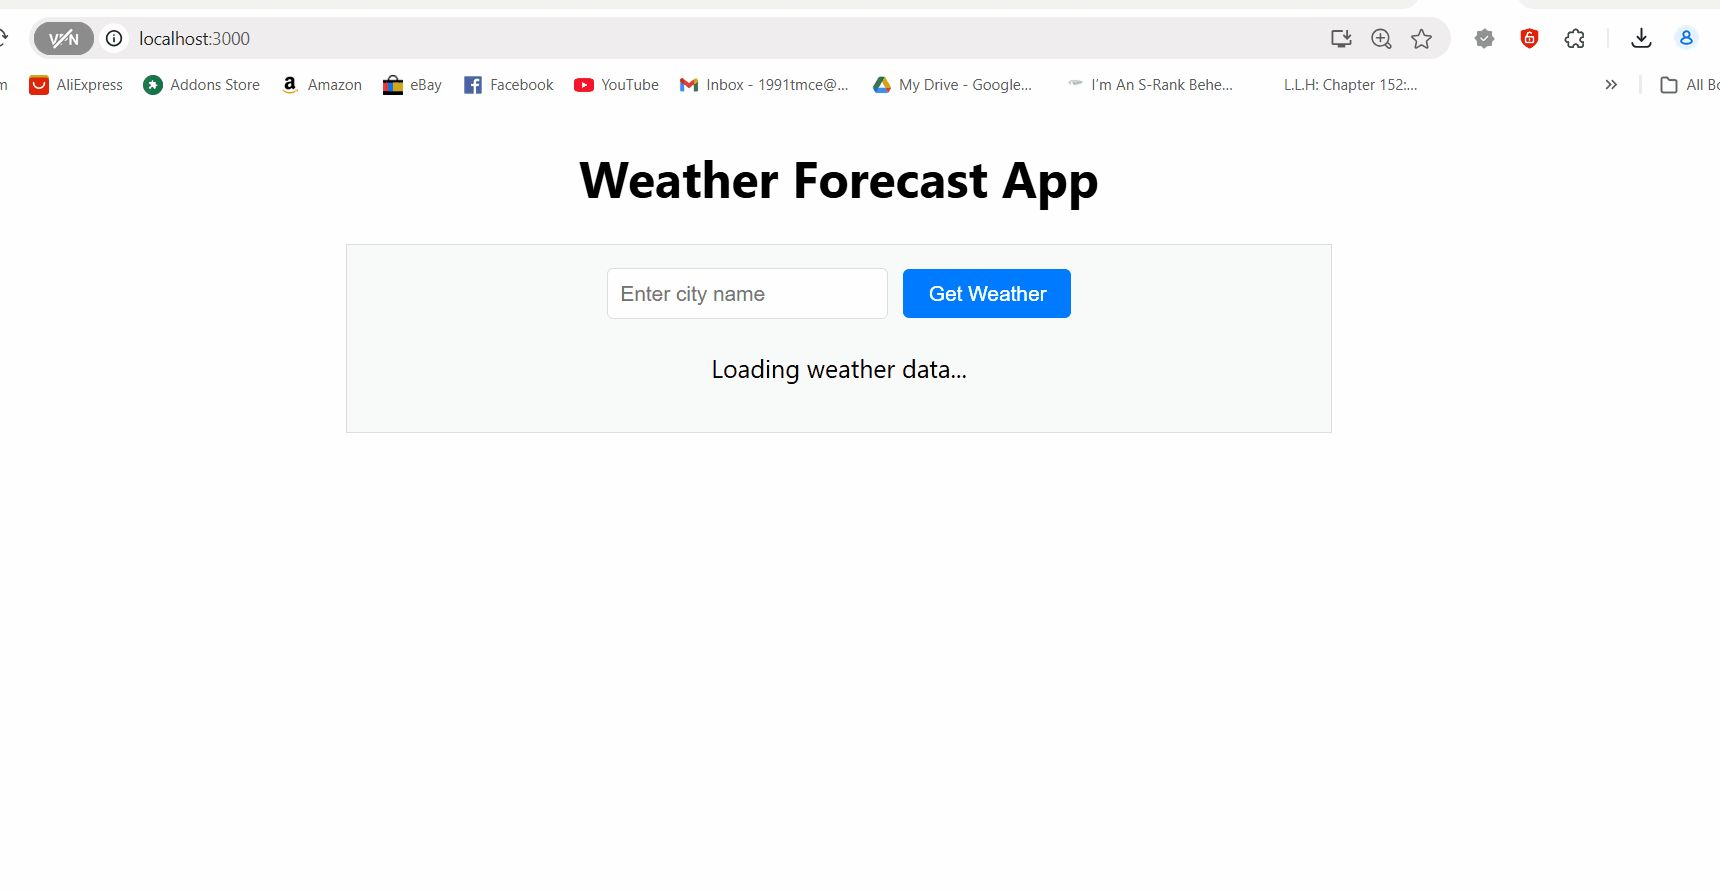 VPN localhost:3000
m AliExpress Addons Store a Amazon eBay Facebook YouTube Inbox - 1991tmce@... My Drive - Google... I'm An S-Rank Behe... L.L.H: Chapter 152:... » All Bo
Weather Forecast App
Enter city name Get Weather
Loading weather data...